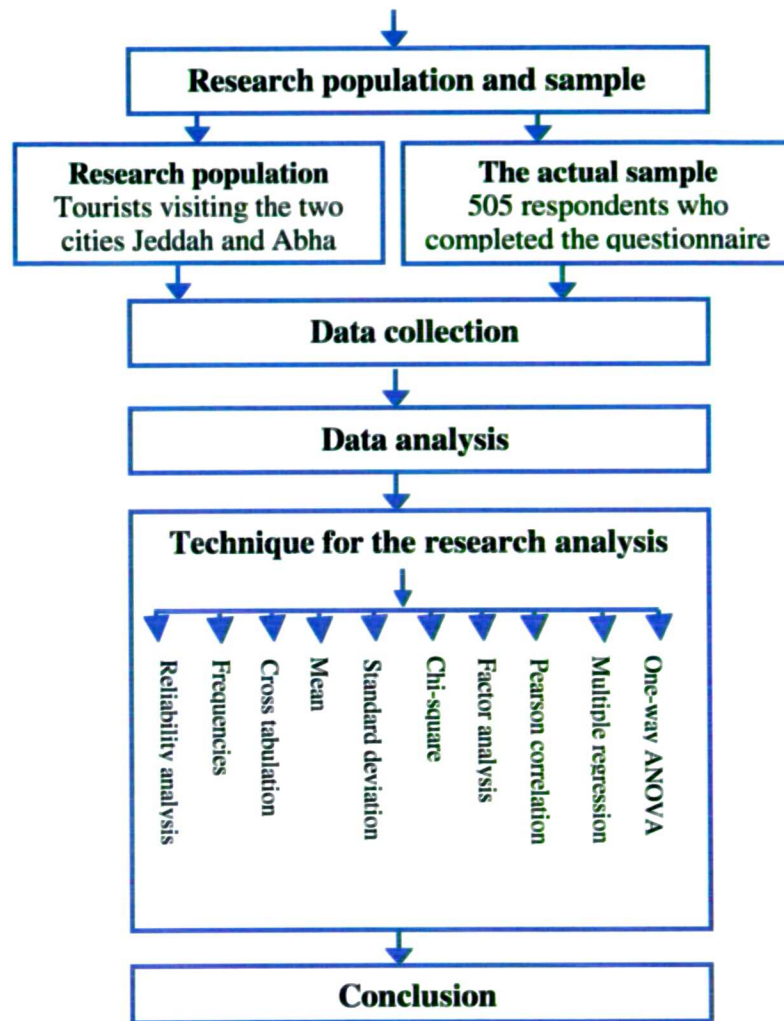 Research population and sample
Research population
Tourists visiting the two
cities Jeddah and Abha
The actual sample
505 respondents who
completed the questionnaire
Data collection
Data analysis
Technique for the research analysis
Reliability analysis
Frequencies
Cross tabulation
Mean
Standard deviation
Chi-square
Factor analysis
Pearson correlation
Multiple regression
One-way ANOVA
Conclusion